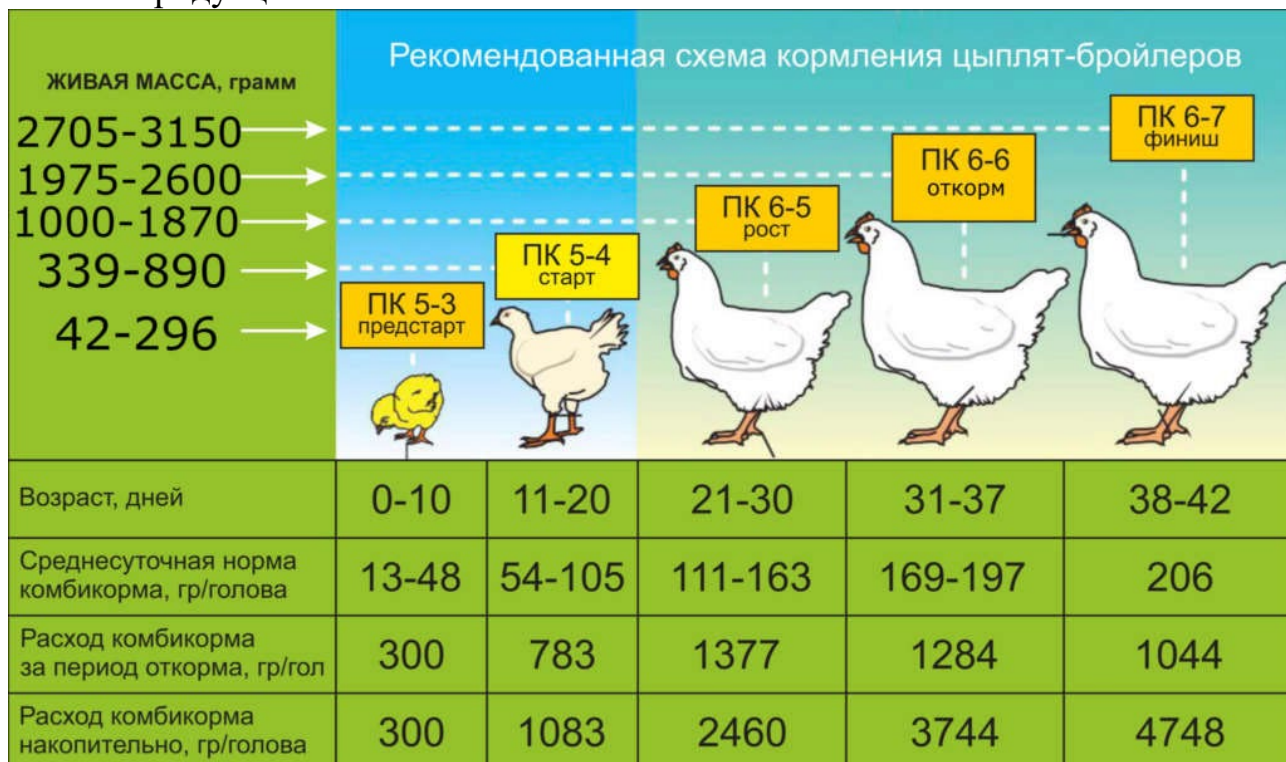 Рекомендованная схема кормления цыплят-бройлеров
ЖИВАЯ МАССА, грамм
2705-3150
1975-2600
1000-1870
339-890
42-296
ПК 5-3
предстарт
ПК 5-4
старт
ПК 6-5
рост
ПК 6-6
откорм
ПК 6-7
финиш
Возраст, дней 0-10 11-20 21-30 31-37 38-42
Среднесуточная норма
комбикорма, гр/голова 13-48 54-105 111-163 169-197 206
Расход комбикорма
за период откорма, гр/гол 300 783 1377 1284 1044
Расход комбикорма
накопительно, гр/голова 300 1083 2460 3744 4748